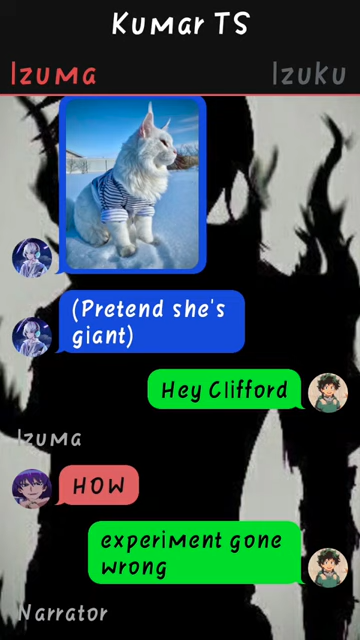 Kumar TS
Izuma
Izuku
(Pretend she's
giant)
Hey Clifford
Izuma
HOW
experiment gone
wrong
Narrator